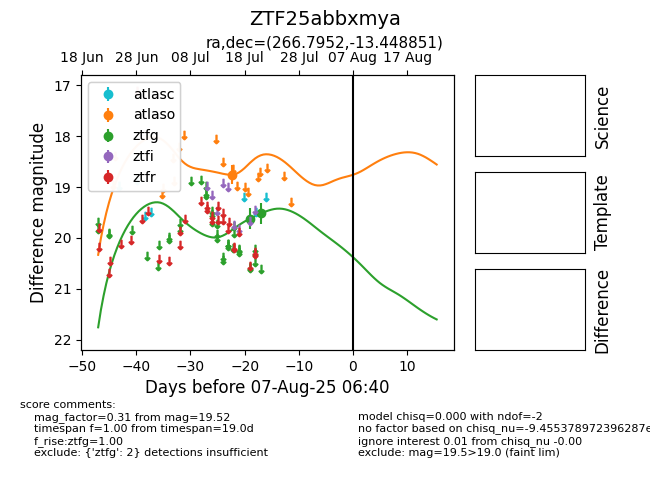 ZTF25abbxmya
ra,dec=(266.7952,-13.448851)
18 Jun 28 Jun 08 Jul 18 Jul 28 Jul 07 Aug 17 Aug
17
18
19
20
21
22
Difference magnitude
atlasc
atlaso
ztfg
ztfi
ztfr
−50 −40 −30 −20 −10 0 10
Days before 07-Aug-25 06:40
Science
Template
Difference
score comments:
mag_factor=0.31 from mag=19.52
timespan f=1.00 from timespan=19.0d
f_rise:ztfg=1.00
exclude: {'ztfg': 2} detections insufficient
model chisq=0.000 with ndof=-2
no factor based on chisq_nu=-9.455378972396287e
ignore interest 0.01 from chisq_nu -0.00
exclude: mag=19.5>19.0 (faint lim)